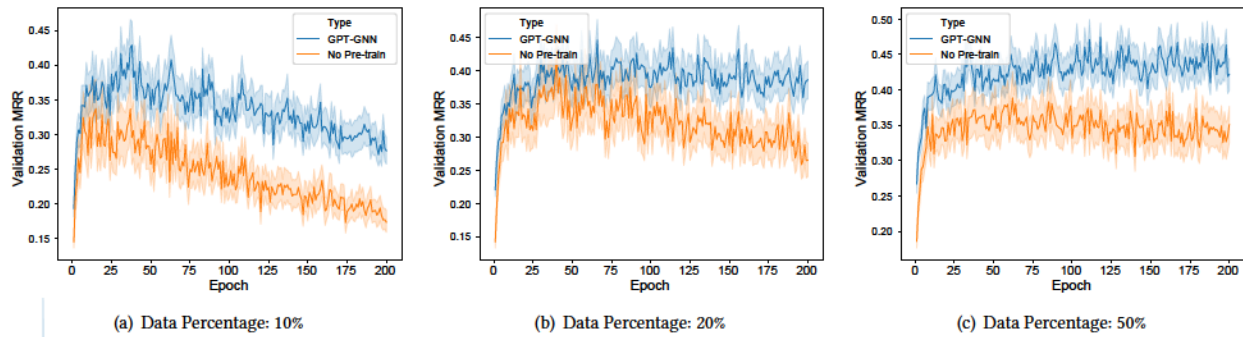 Type
GPT-GNN
No Pre-train
Validation MRR
0.45
0.40
0.35
0.30
0.25
0.20
0.15
0 25 50 75 100 125 150 175 200
Epoch
(a) Data Percentage: 10%
Type
GPT-GNN
No Pre-train
Validation MRR
0.45
0.40
0.35
0.30
0.25
0.20
0.15
0 25 50 75 100 125 150 175 200
Epoch
(b) Data Percentage: 20%
Type
GPT-GNN
No Pre-train
Validation MRR
0.50
0.45
0.40
0.35
0.30
0.25
0.20
0 25 50 75 100 125 150 175 200
Epoch
(c) Data Percentage: 50%